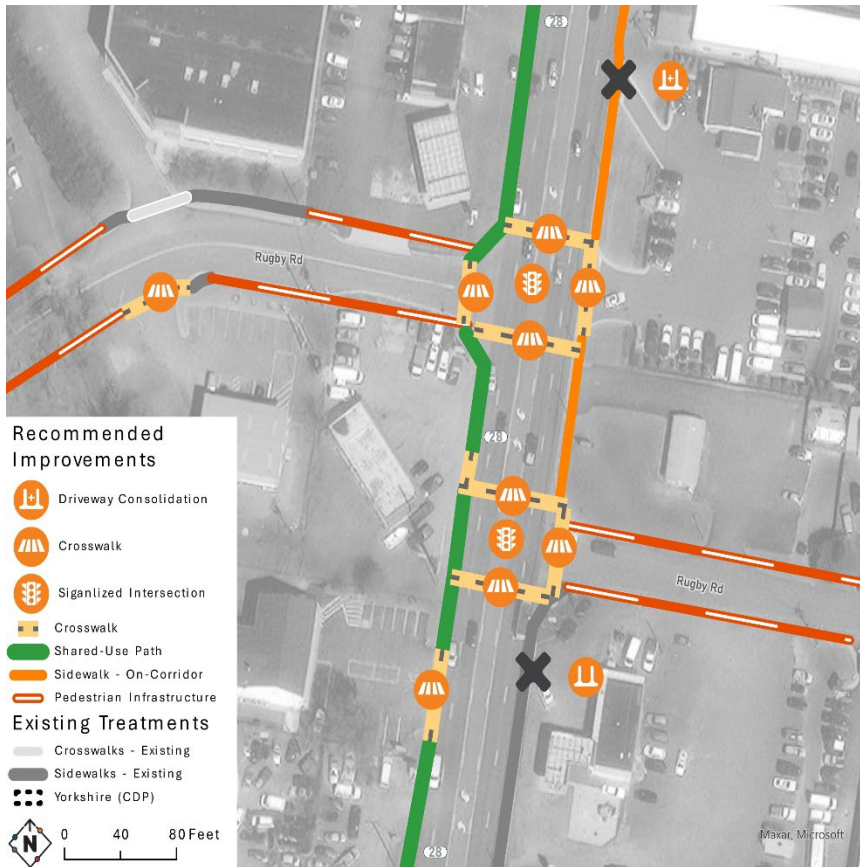 28
Rugby Rd
28
Rugby Rd
Recommended
Improvements
Driveway Consolidation
Crosswalk
Siganlized Intersection
Crosswalk
Shared-Use Path
Sidewalk - On-Corridor
Pedestrian Infrastructure
Existing Treatments
Crosswalks - Existing
Sidewalks - Existing
Yorkshire (CDP)
N
0 40 80 Feet
28
Maxar, Microsoft